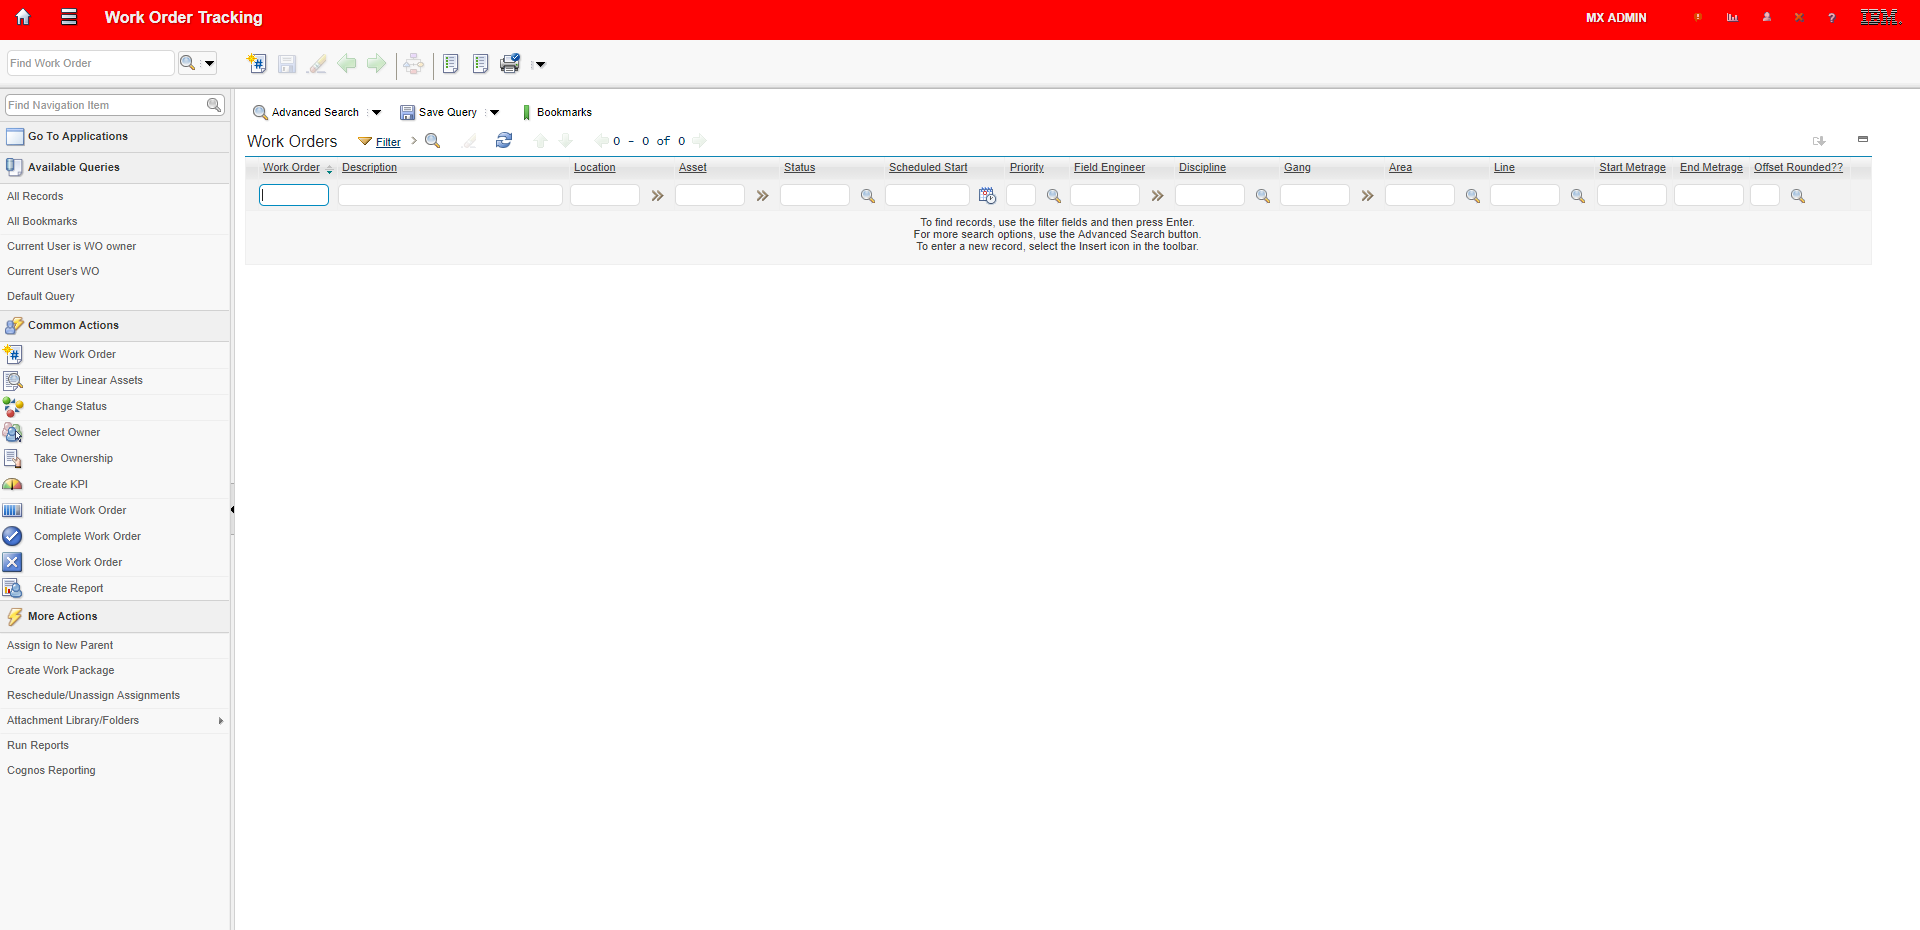 Work Order Tracking
MX ADMIN
?
IBM.
Find Work Order
Find Navigation Item
Go To Applications
Available Queries
All Records
All Bookmarks
Current User is WO owner
Current User's WO
Default Query
Common Actions
New Work Order
Filter by Linear Assets
Change Status
Select Owner
Take Ownership
Create KPI
Initiate Work Order
Complete Work Order
Close Work Order
Create Report
More Actions
Assign to New Parent
Create Work Package
Reschedule/Unassign Assignments
Attachment Library/Folders
Run Reports
Cognos Reporting
Advanced Search Save Query Bookmarks
Work Orders Filter 0 - 0 of 0
Work Order Description Location Asset Status Scheduled Start Priority Field Engineer Discipline Gang Area Line Start Metrage End Metrage Offset Rounded??
To find records, use the filter fields and then press Enter.
For more search options, use the Advanced Search button.
To enter a new record, select the Insert icon in the toolbar.